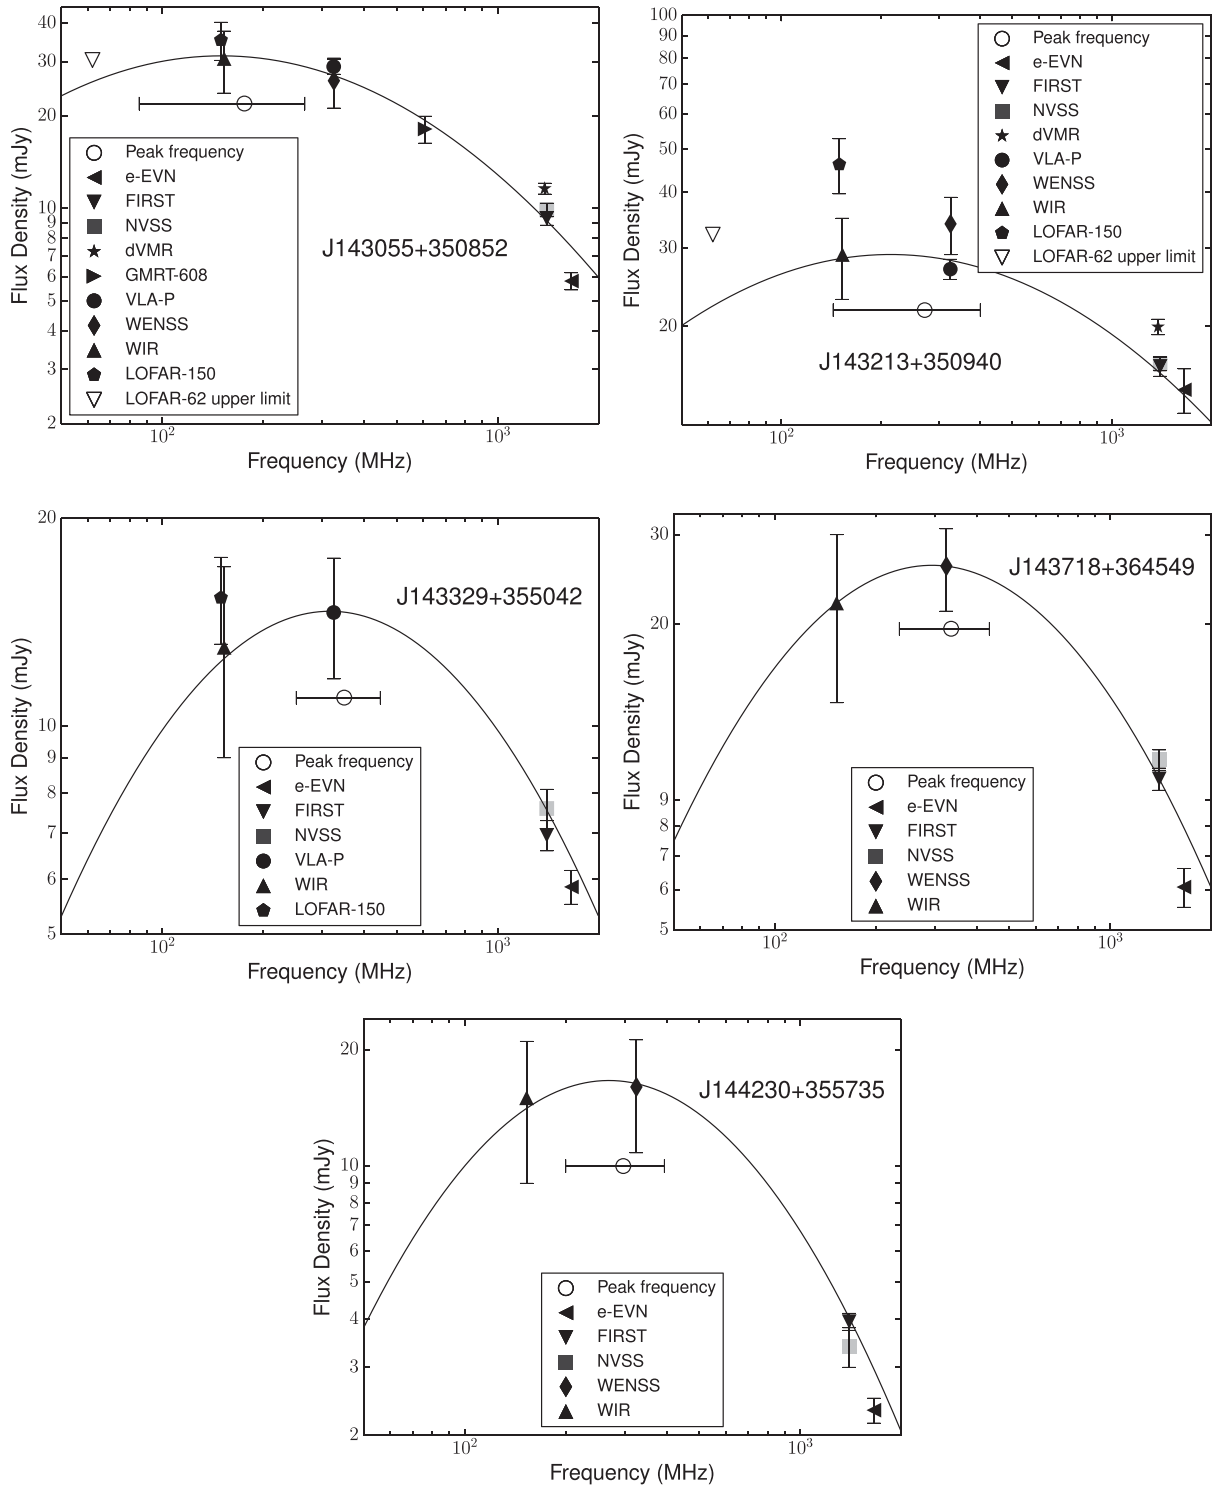 40
30
20
10
9
8
7
6
5
4
3
2
Flux Density (mJy)
Peak frequency
e-EVN
FIRST
NVSS
dVMR
GMRT-608
VLA-P
WENSS
WIR
LOFAR-150
LOFAR-62 upper limit
J143055+350852
10²
10³
Frequency (MHz)
100
90
80
70
60
50
40
30
20
Flux Density (mJy)
Peak frequency
e-EVN
FIRST
NVSS
dVMR
VLA-P
WENSS
WIR
LOFAR-150
LOFAR-62 upper limit
J143213+350940
10²
10³
Frequency (MHz)
20
10
9
8
7
6
5
Flux Density (mJy)
J143329+355042
Peak frequency
e-EVN
FIRST
NVSS
VLA-P
WIR
LOFAR-150
10²
10³
Frequency (MHz)
30
20
9
8
7
6
5
Flux Density (mJy)
J143718+364549
Peak frequency
e-EVN
FIRST
NVSS
WENSS
WIR
10²
10³
Frequency (MHz)
20
10
9
8
7
6
5
4
3
2
Flux Density (mJy)
J144230+355735
Peak frequency
e-EVN
FIRST
NVSS
WENSS
WIR
10²
10³
Frequency (MHz)